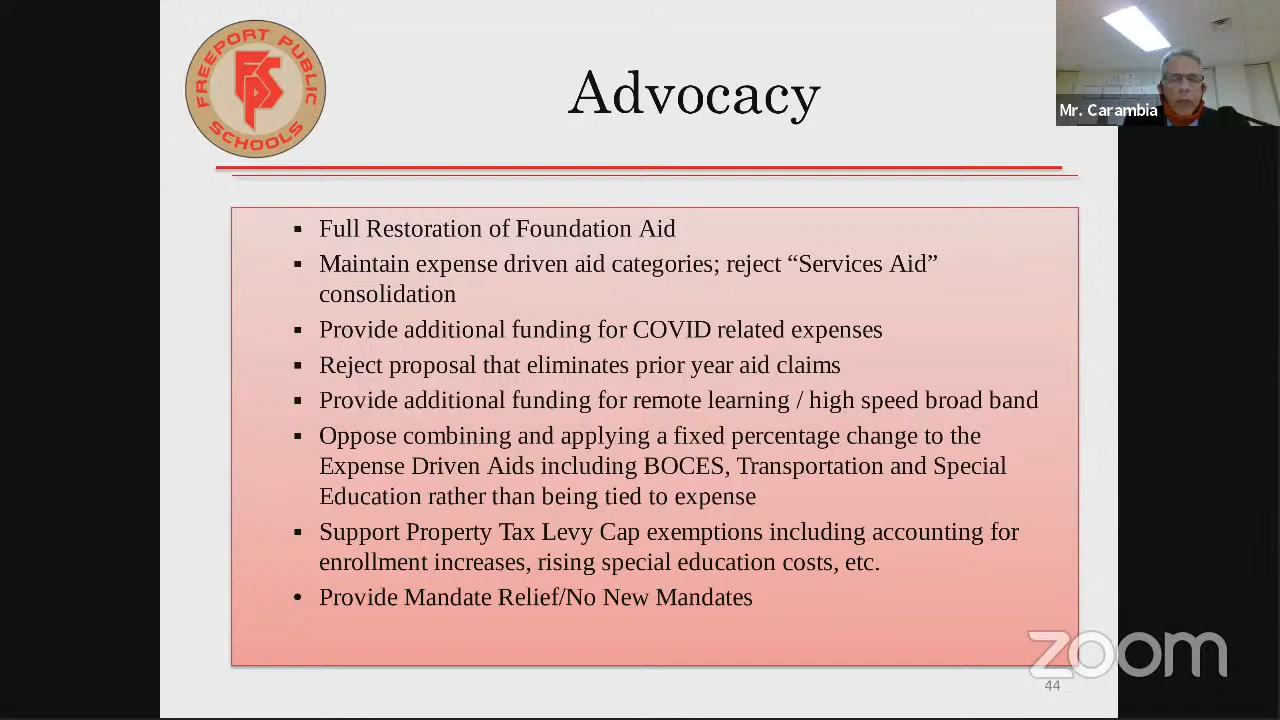 FREEPORT PUBLIC SCHOOLS
FPS
Advocacy
Mr. Carambia
▪ Full Restoration of Foundation Aid
▪ Maintain expense driven aid categories; reject “Services Aid”
consolidation
▪ Provide additional funding for COVID related expenses
▪ Reject proposal that eliminates prior year aid claims
▪ Provide additional funding for remote learning / high speed broad band
▪ Oppose combining and applying a fixed percentage change to the
Expense Driven Aids including BOCES, Transportation and Special
Education rather than being tied to expense
▪ Support Property Tax Levy Cap exemptions including accounting for
enrollment increases, rising special education costs, etc.
• Provide Mandate Relief/No New Mandates
zoom
44